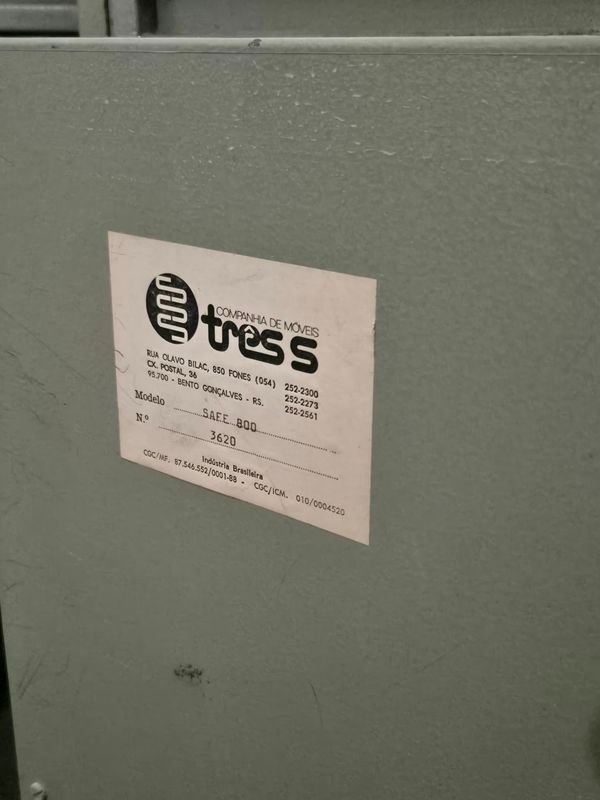 COMPANHIA DE MÓVEIS
trêss
RUA OLAVO BILAC, 850 FONES (054) 252-2300
CX. POSTAL, 36 252-2273
95.700 - BENTO GONÇALVES - RS. 252-2561
Modelo SAFE 800
N.º 3620
Indústria Brasileira
CGC/MF. 87.546.552/0001-88 - CGC/ICM. 010/0004520